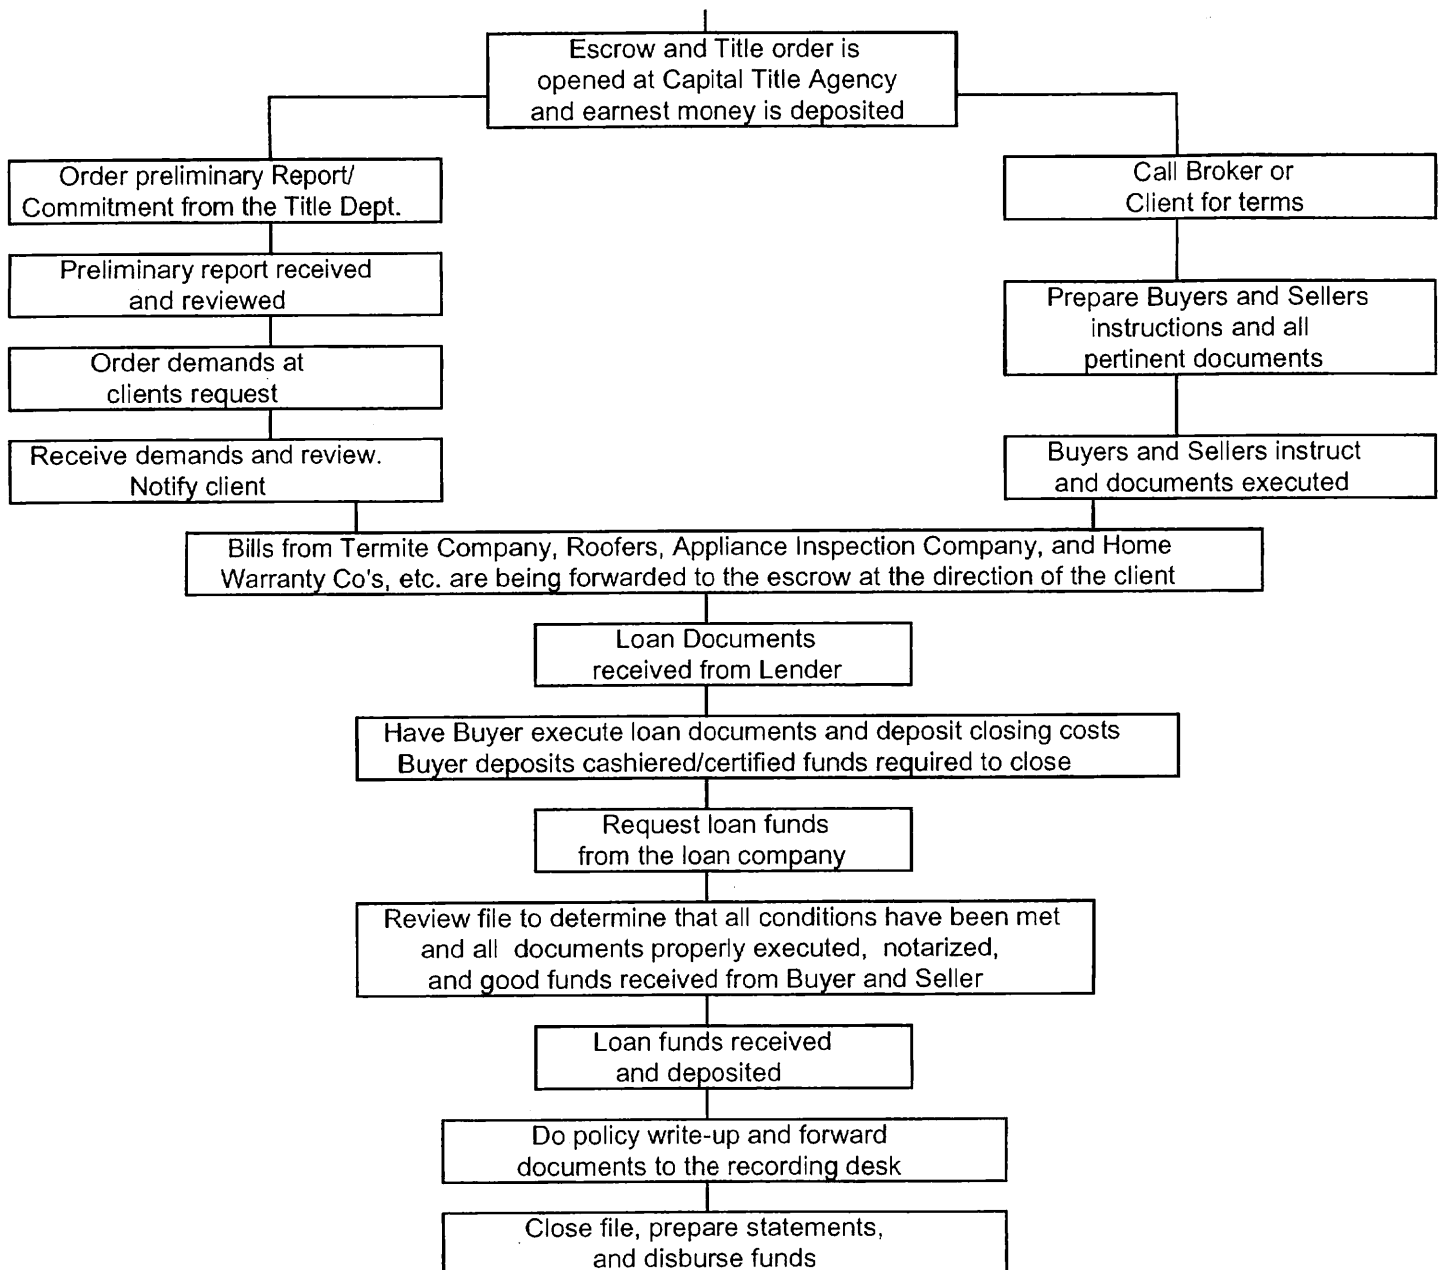 Escrow and Title order is
opened at Capital Title Agency
and earnest money is deposited
Order preliminary Report/
Commitment from the Title Dept.
Preliminary report received
and reviewed
Order demands at
clients request
Receive demands and review.
Notify client
Call Broker or
Client for terms
Prepare Buyers and Sellers
instructions and all
pertinent documents
Buyers and Sellers instruct
and documents executed
Bills from Termite Company, Roofers, Appliance Inspection Company, and Home
Warranty Co's, etc. are being forwarded to the escrow at the direction of the client
Loan Documents
received from Lender
Have Buyer execute loan documents and deposit closing costs
Buyer deposits cashiered/certified funds required to close
Request loan funds
from the loan company
Review file to determine that all conditions have been met
and all documents properly executed, notarized,
and good funds received from Buyer and Seller
Loan funds received
and deposited
Do policy write-up and forward
documents to the recording desk
Close file, prepare statements,
and disburse funds